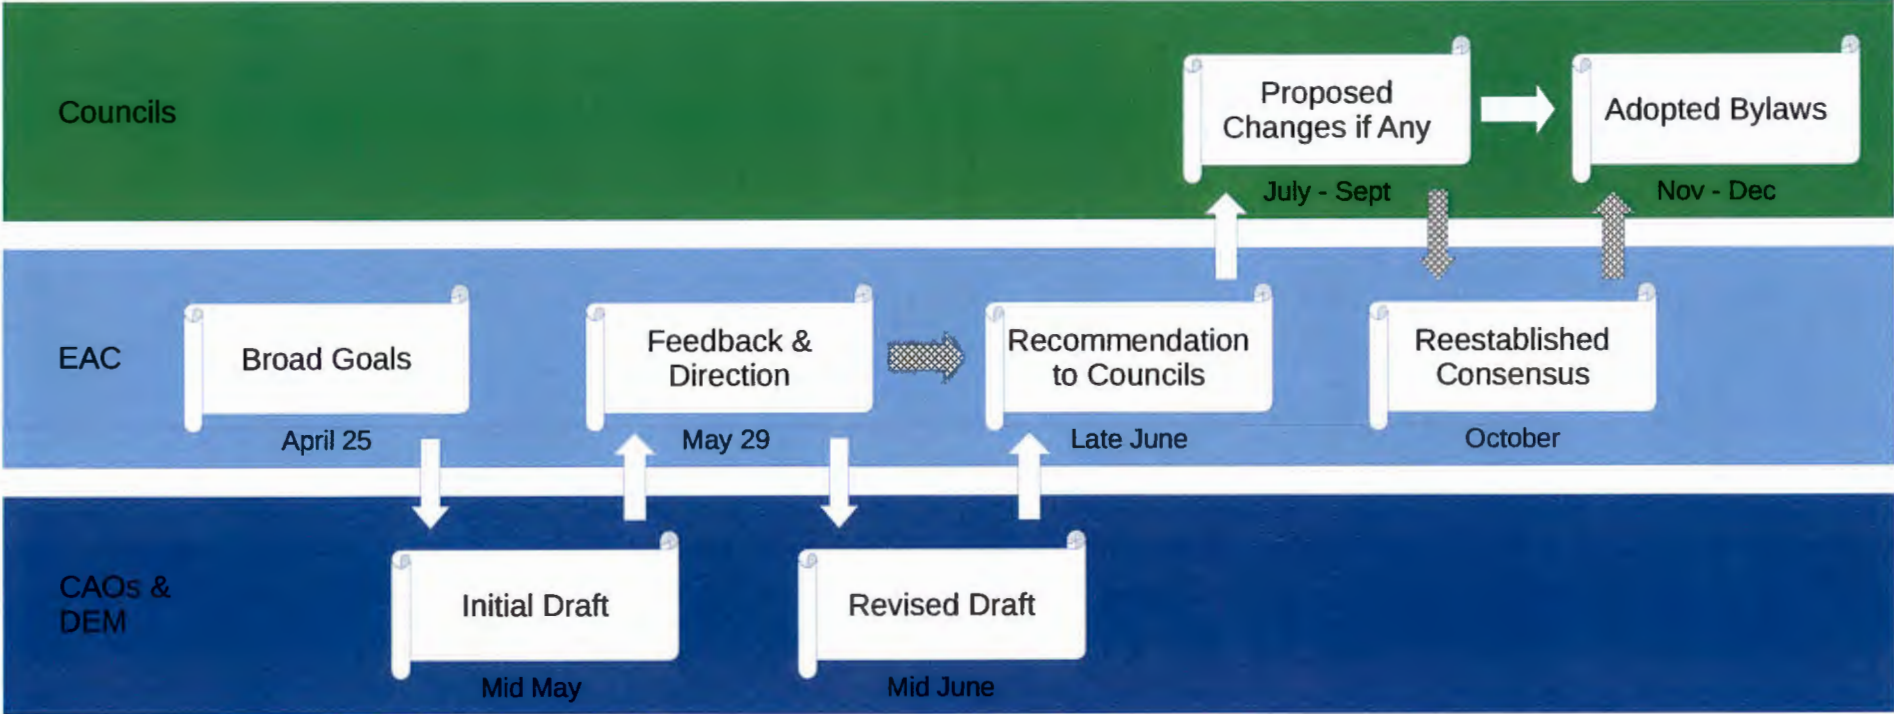 Councils
Proposed
Changes if Any
July - Sept
Adopted Bylaws
Nov - Dec
EAC
Broad Goals
April 25
Feedback &
Direction
May 29
Recommendation
to Councils
Late June
Reestablished
Consensus
October
CAOs &
DEM
Initial Draft
Mid May
Revised Draft
Mid June